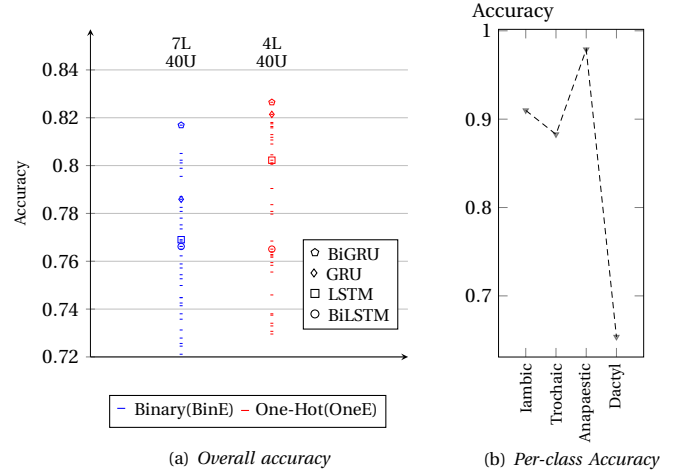 Accuracy
7L
40U
4L
40U
0.84
0.82
0.8
0.78
0.76
0.74
0.72
Accuracy
BiGRU
GRU
LSTM
BiLSTM
Binary(BinE)
One-Hot(OneE)
(a) Overall accuracy
1
0.9
0.8
0.7
Iambic
Trochaic
Anapaestic
Dactyl
(b) Per-class Accuracy